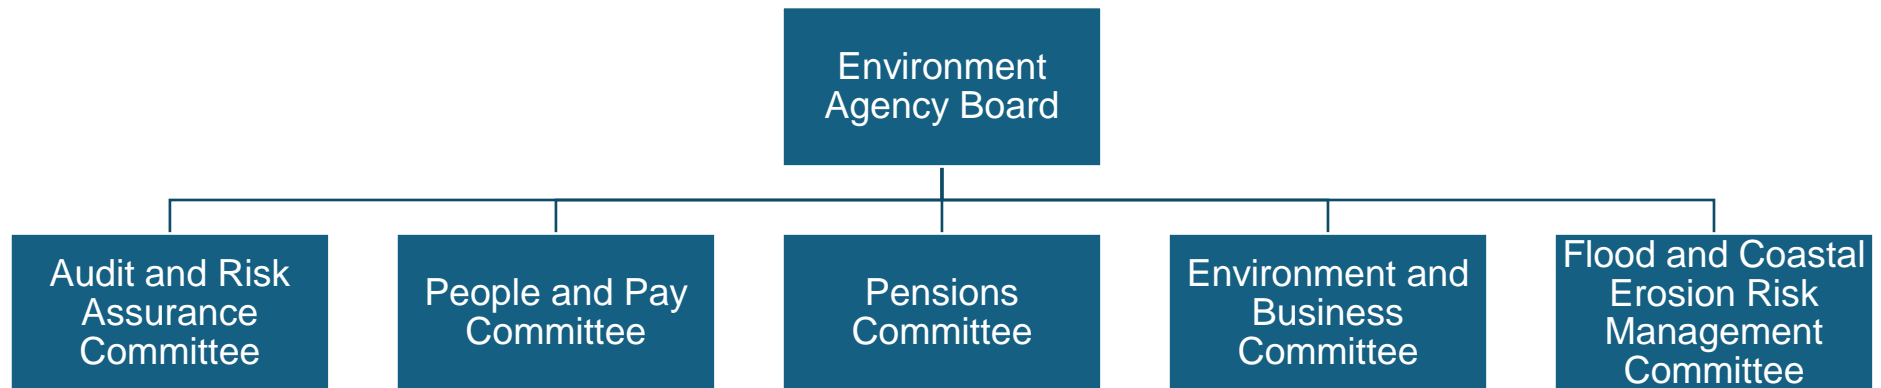 Environment
Agency Board
Audit and Risk
Assurance
Committee
People and Pay
Committee
Pensions
Committee
Environment and
Business
Committee
Flood and Coastal
Erosion Risk
Management
Committee